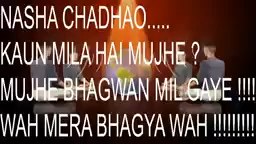 NASHA CHADHAO.....
KAUN MILA HAI MUJHE ?
MUJHE BHAGWAN MIL GAYE !!!!
WAH MERA BHAGYA WAH !!!!!!!!!